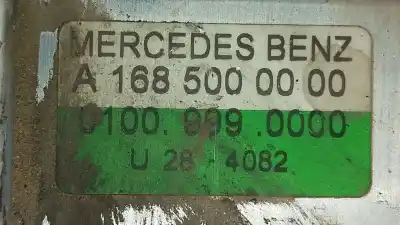 MERCEDES BENZ
A 168 500 00 00
0100. 999 .0000
U 28 4082